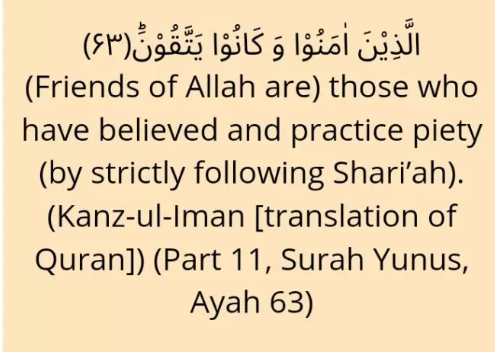 الَّذِیْنَ اٰمَنُوْا وَ كَانُوْا یَتَّقُوْنَؕ(۶۳)
(Friends of Allah are) those who
have believed and practice piety
(by strictly following Shari’ah).
(Kanz-ul-Iman [translation of
Quran]) (Part 11, Surah Yunus,
Ayah 63)